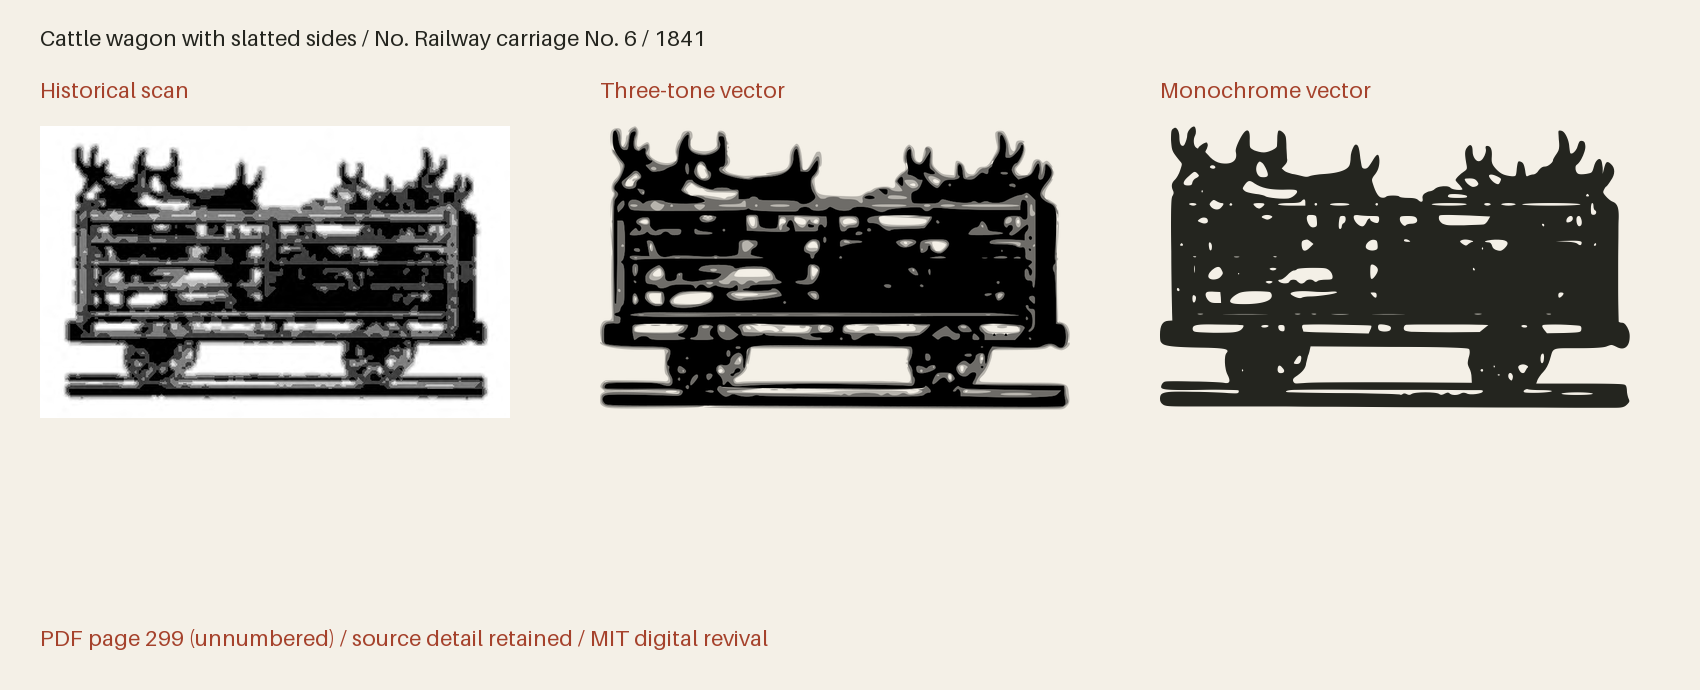 Cattle wagon with slatted sides / No. Railway carriage No. 6 / 1841
Historical scan
Three-tone vector
Monochrome vector
PDF page 299 (unnumbered) / source detail retained / MIT digital revival